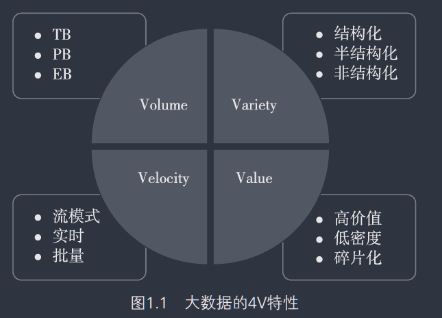 TB
PB
EB
结构化
半结构化
非结构化
Volume
Variety
Velocity
Value
流模式
实时
批量
高价值
低密度
碎片化
图1.1 大数据的4V特性